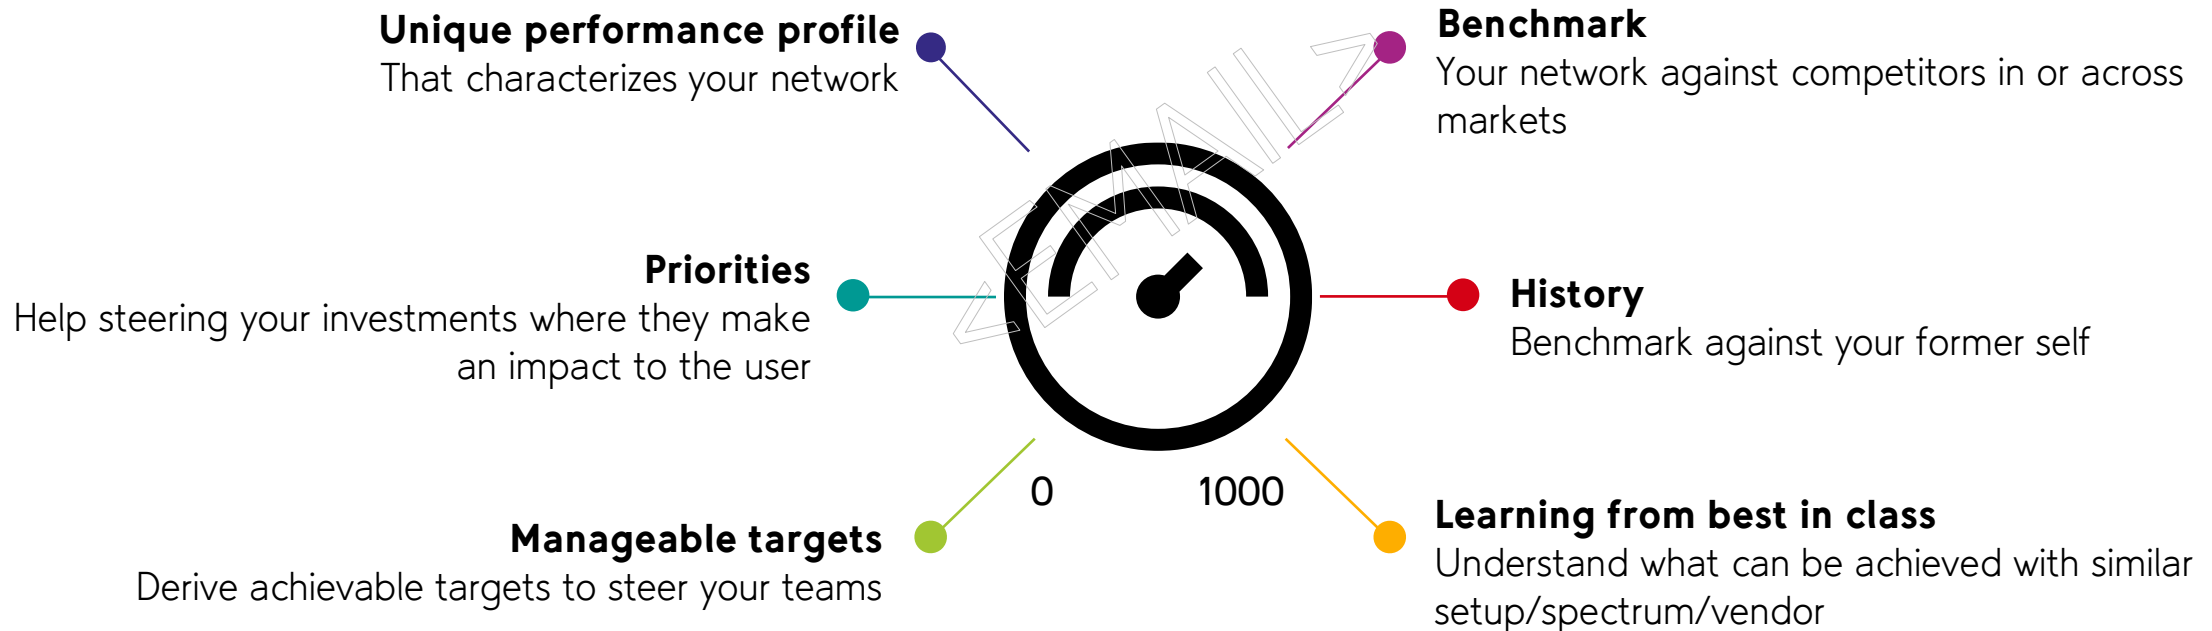 Unique performance profile
That characterizes your network
Benchmark
Your network against competitors in or across
markets
Priorities
Help steering your investments where they make
an impact to the user
History
Benchmark against your former self
0
1000
Manageable targets
Derive achievable targets to steer your teams
Learning from best in class
Understand what can be achieved with similar
setup/spectrum/vendor
<EMAIL>